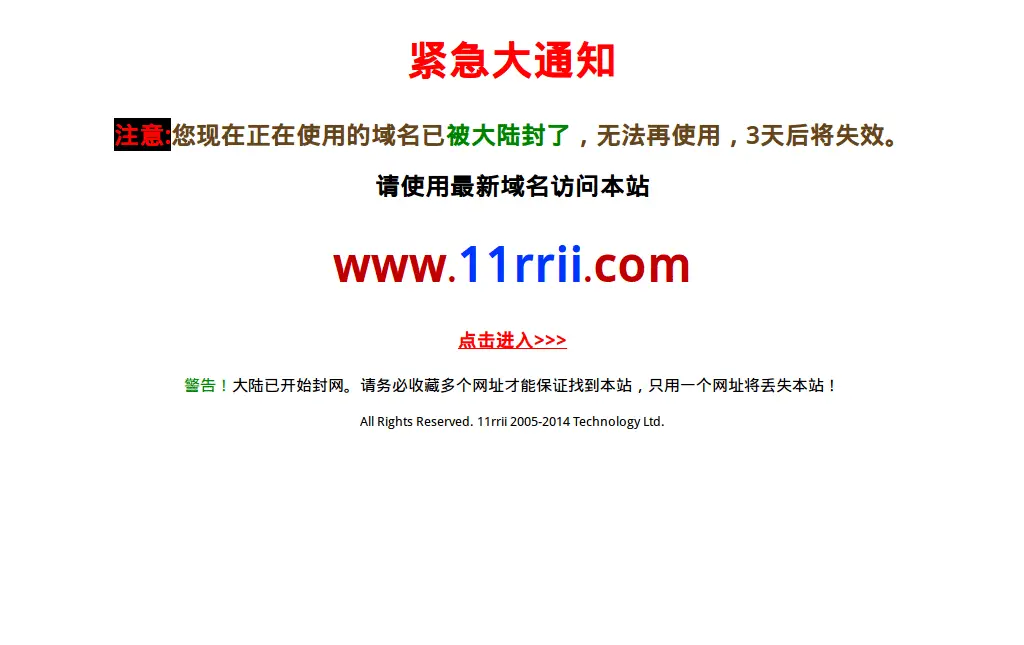 紧急大通知
注意:您现在正在使用的域名已被大陆封了，无法再使用，3天后将失效。
请使用最新域名访问本站
www.11rrii.com
点击进入>>>
警告！大陆已开始封网。请务必收藏多个网址才能保证找到本站，只用一个网址将丢失本站！
All Rights Reserved. 11rrii 2005-2014 Technology Ltd.